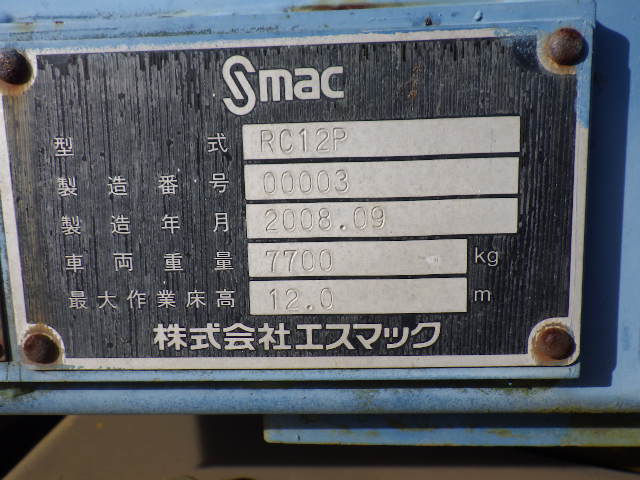 Smac
型式 RC12P
製造番号 00003
製造年月 2008.09
車両重量 7700 kg
最大作業床高 12.0 m
株式会社エスマック